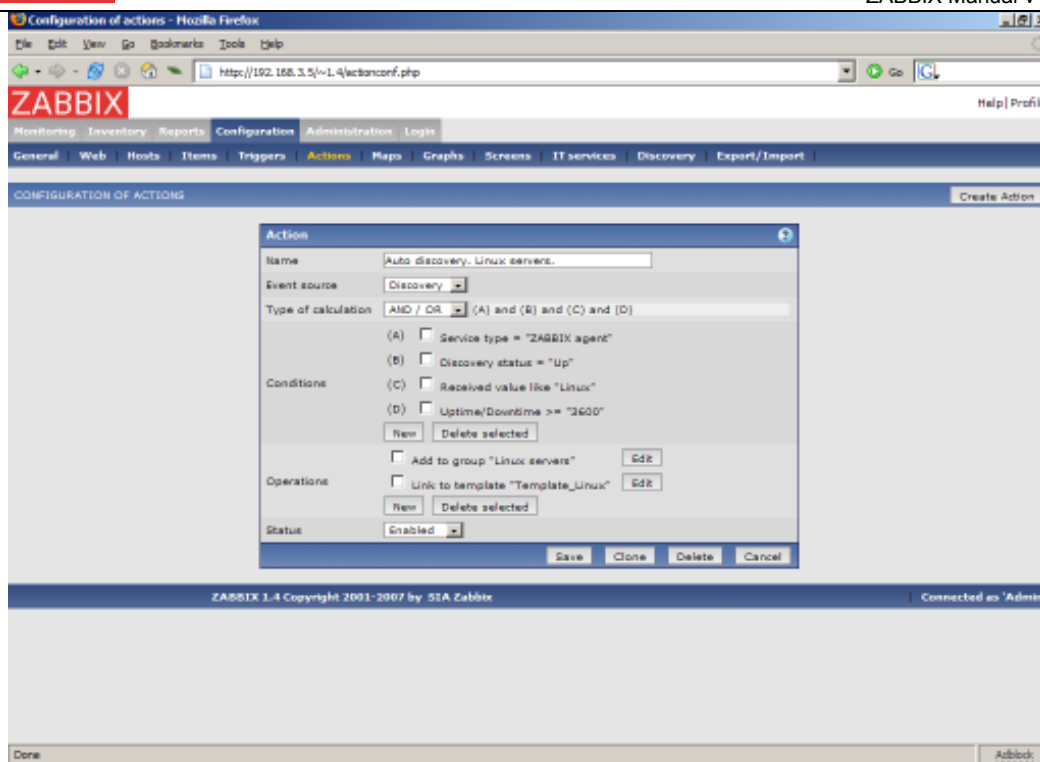 ZABBIX Manual v
Configuration of actions - Mozilla Firefox
File Edit View Go Bookmarks Tools Help
http://192.168.3.5/~1.4/actionconf.php
Go
ZABBIX
Help | Profil
Monitoring Inventory Reports Configuration Administration Login
General | Web | Hosts | Items | Triggers | Actions | Maps | Graphs | Screens | IT services | Discovery | Export/Import |
CONFIGURATION OF ACTIONS
Create Action
Action
Name Auto discovery. Linux servers.
Event source Discovery
Type of calculation AND / OR (A) and (B) and (C) and (D)
Conditions
(A) Service type = "ZABBIX agent"
(B) Discovery status = "Up"
(C) Received value like "Linux"
(D) Uptime/Downtime >= "3600"
New Delete selected
Operations
Add to group "Linux servers" Edit
Link to template "Template_Linux" Edit
New Delete selected
Status Enabled
Save Clone Delete Cancel
ZABBIX 1.4 Copyright 2001-2007 by SIA Zabbix
Connected as 'Admin
Done
Adblock